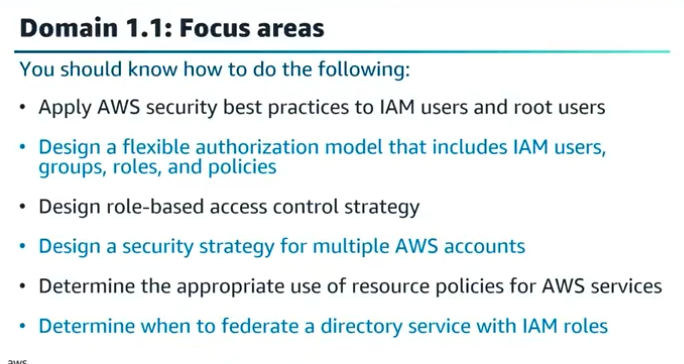 Domain 1.1: Focus areas
You should know how to do the following:
• Apply AWS security best practices to IAM users and root users
• Design a flexible authorization model that includes IAM users,
groups, roles, and policies
• Design role-based access control strategy
• Design a security strategy for multiple AWS accounts
• Determine the appropriate use of resource policies for AWS services
• Determine when to federate a directory service with IAM roles
aws